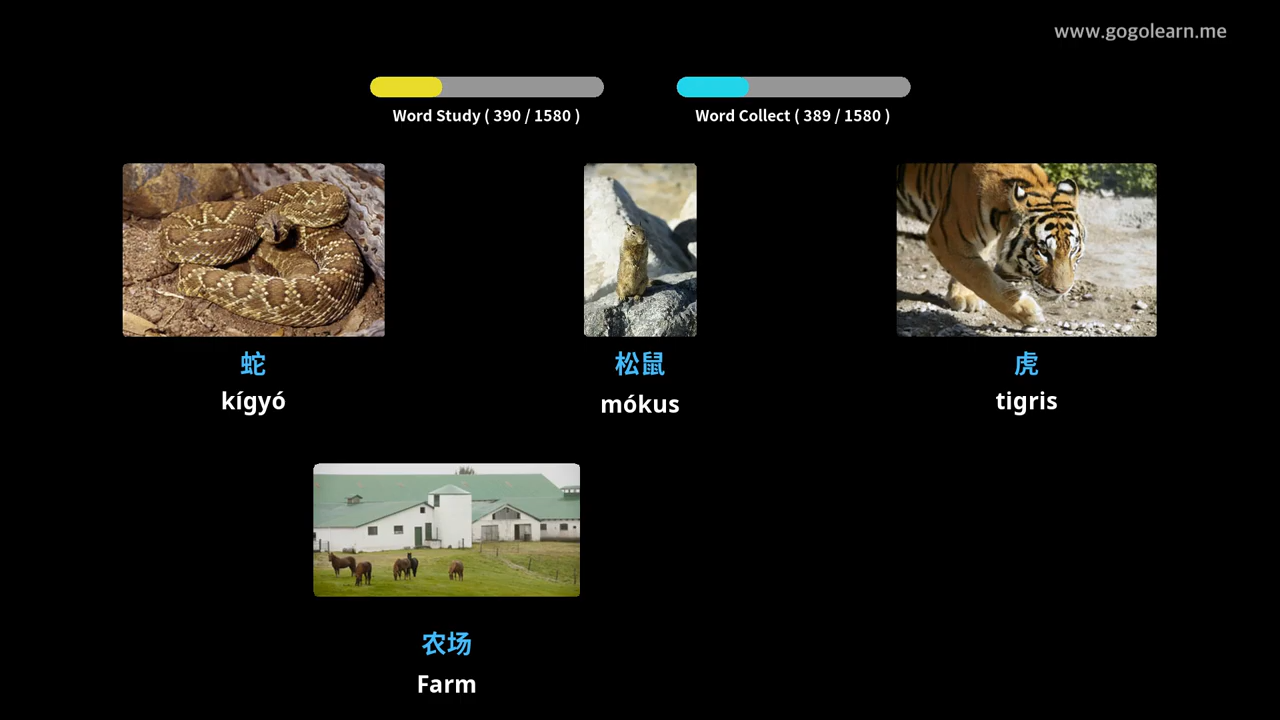 www.gogolearn.me
Word Study ( 390 / 1580 )
Word Collect ( 389 / 1580 )
蛇
kígyó
松鼠
mókus
虎
tigris
农场
Farm